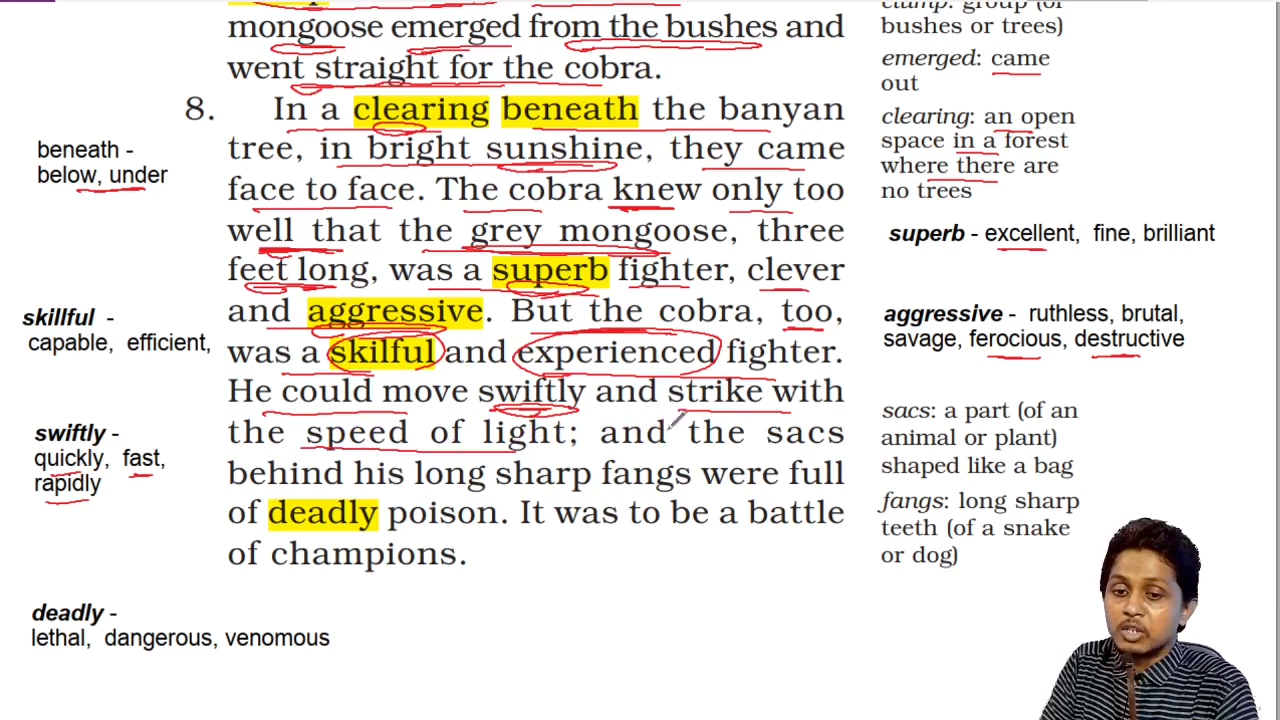 mongoose emerged from the bushes and
went straight for the cobra.
8. In a clearing beneath the banyan
tree, in bright sunshine, they came
face to face. The cobra knew only too
well that the grey mongoose, three
feet long, was a superb fighter, clever
and aggressive. But the cobra, too,
was a skilful and experienced fighter.
He could move swiftly and strike with
the speed of light; and the sacs
behind his long sharp fangs were full
of deadly poison. It was to be a battle
of champions.
beneath -
below, under
skillful -
capable, efficient,
swiftly -
quickly, fast,
rapidly
deadly -
lethal, dangerous, venomous
clump: group (of
bushes or trees)
emerged: came
out
clearing: an open
space in a forest
where there are
no trees
superb - excellent, fine, brilliant
aggressive - ruthless, brutal,
savage, ferocious, destructive
sacs: a part (of an
animal or plant)
shaped like a bag
fangs: long sharp
teeth (of a snake
or dog)